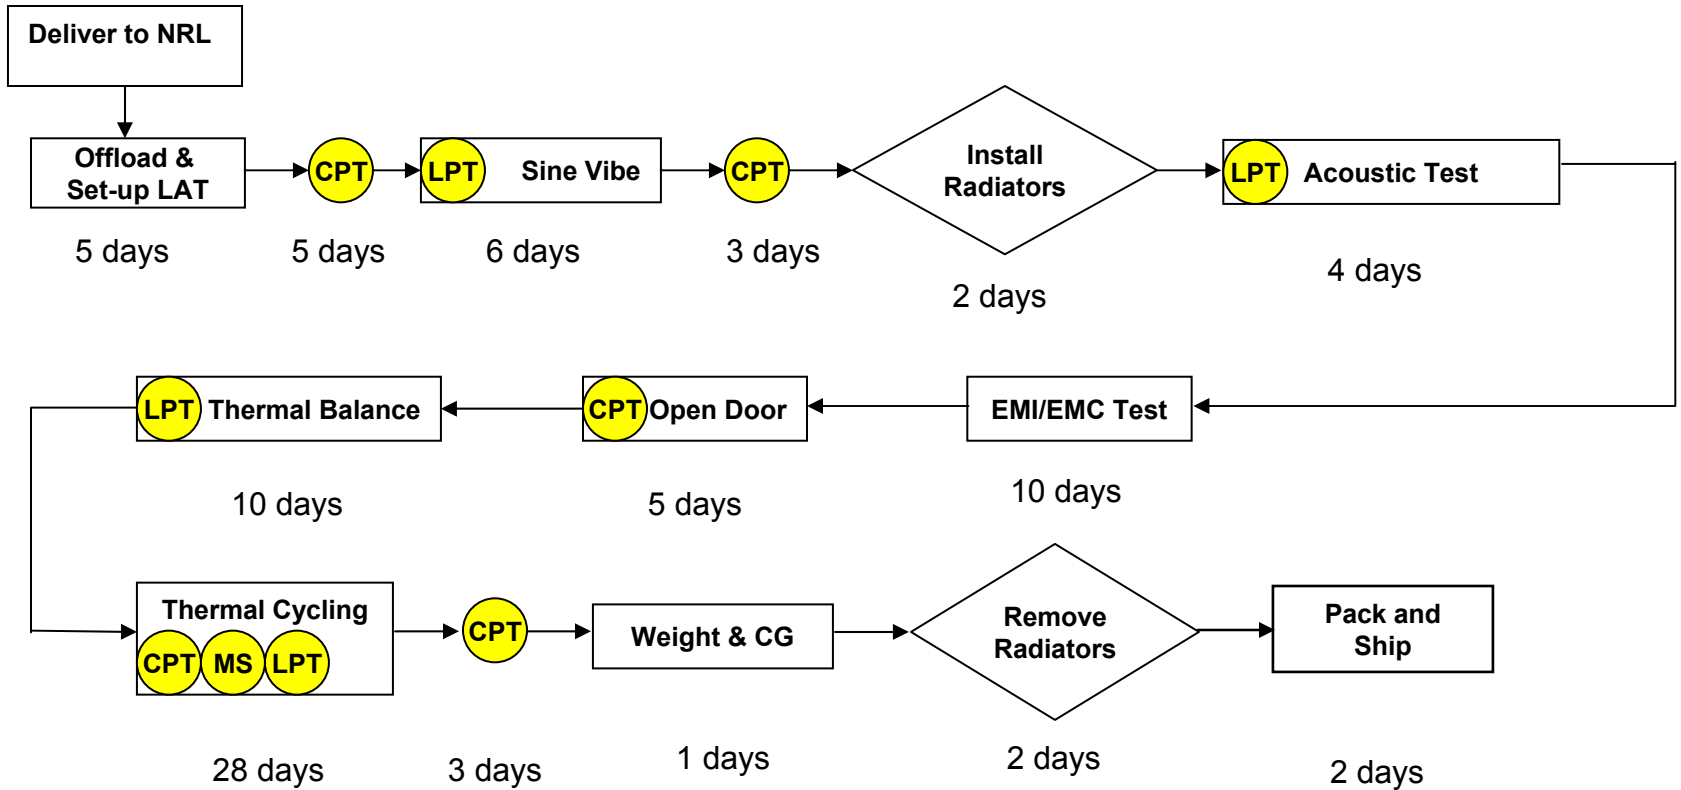 Deliver to NRL
Offload &
Set-up LAT
CPT
LPT
Sine Vibe
CPT
Install
Radiators
LPT
Acoustic Test
5 days
5 days
6 days
3 days
2 days
4 days
LPT
Thermal Balance
CPT
Open Door
EMI/EMC Test
10 days
5 days
10 days
Thermal Cycling
CPT
MS
LPT
CPT
Weight & CG
Remove
Radiators
Pack and
Ship
28 days
3 days
1 days
2 days
2 days